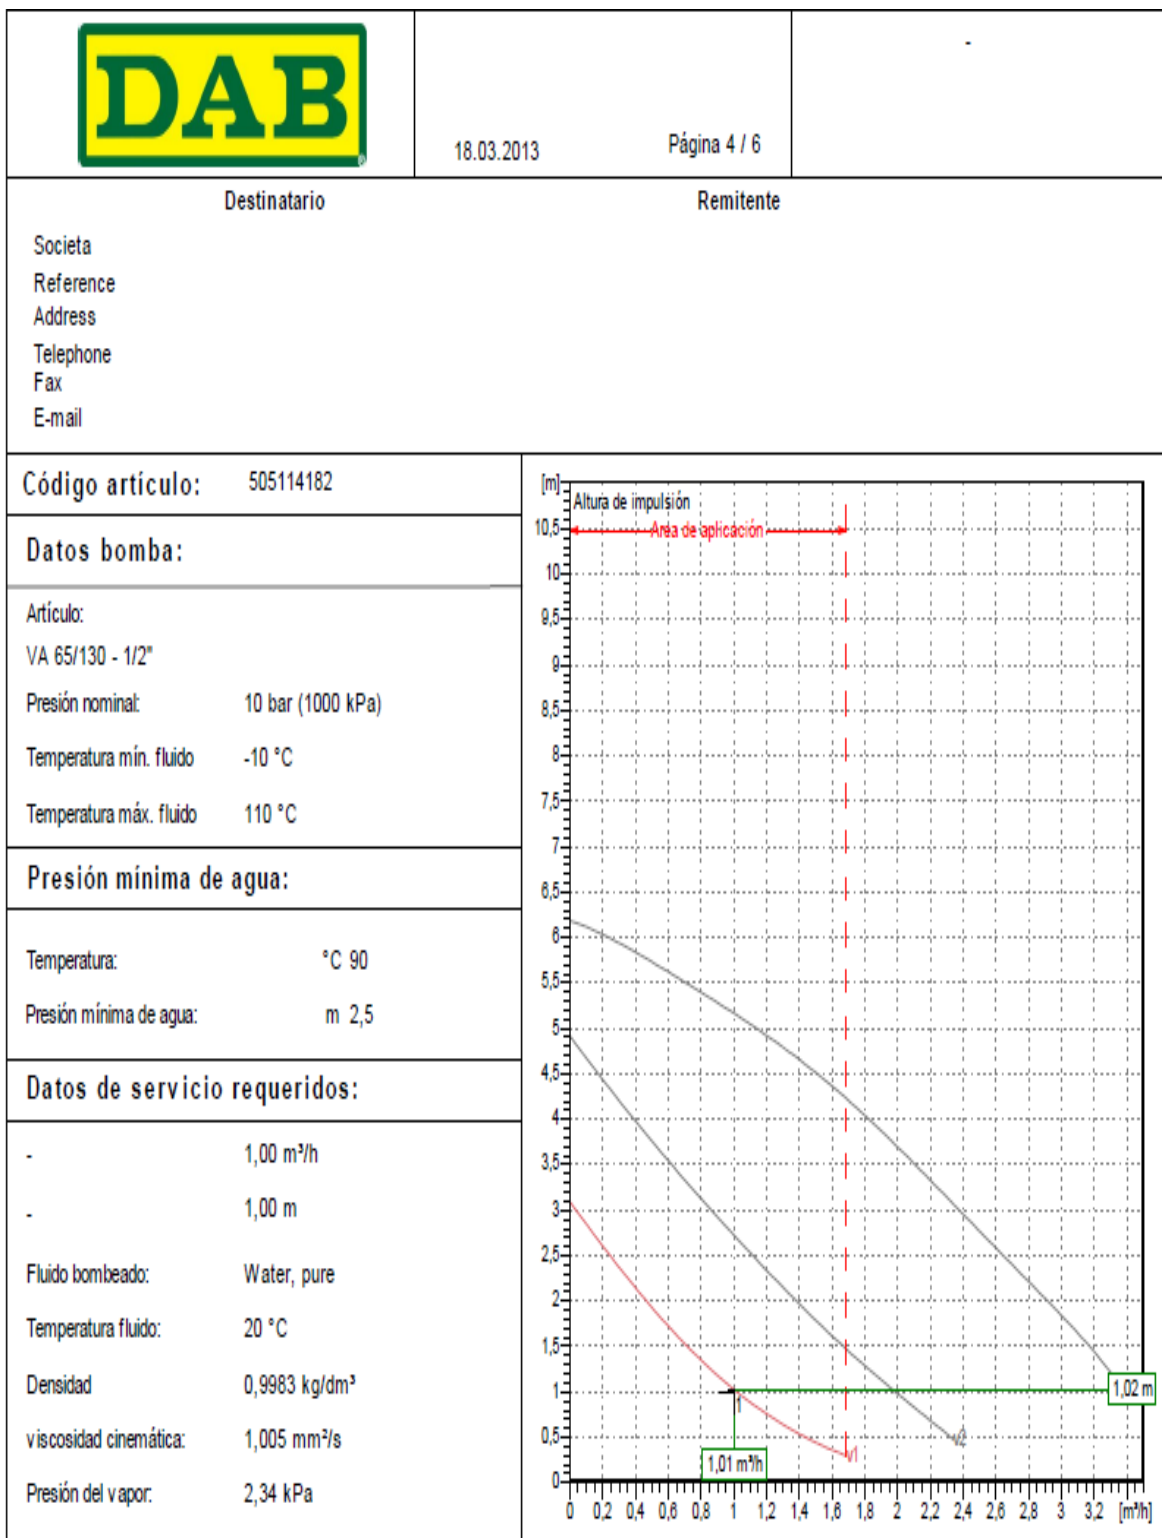 DAB
®
18.03.2013 Página 4 / 6
-
Destinatario Remitente
Societa
Reference
Address
Telephone
Fax
E-mail
Código artículo: 505114182
Datos bomba:
Artículo:
VA 65/130 - 1/2"
Presión nominal: 10 bar (1000 kPa)
Temperatura mín. fluido -10 °C
Temperatura máx. fluido 110 °C
Presión mínima de agua:
Temperatura: °C 90
Presión mínima de agua: m 2,5
Datos de servicio requeridos:
- 1,00 m³/h
- 1,00 m
Fluido bombeado: Water, pure
Temperatura fluido: 20 °C
Densidad 0,9983 kg/dm³
viscosidad cinemática: 1,005 mm²/s
Presión del vapor: 2,34 kPa
[m]
Altura de impulsión
Area de aplicación
10,5
10
9,5
9
8,5
8
7,5
7
6,5
6
5,5
5
4,5
4
3,5
3
2,5
2
1,5
1
0,5
0
1,02 m
1
v2
v1
1,01 m³/h
0 0,2 0,4 0,6 0,8 1 1,2 1,4 1,6 1,8 2 2,2 2,4 2,6 2,8 3 3,2 [m³/h]